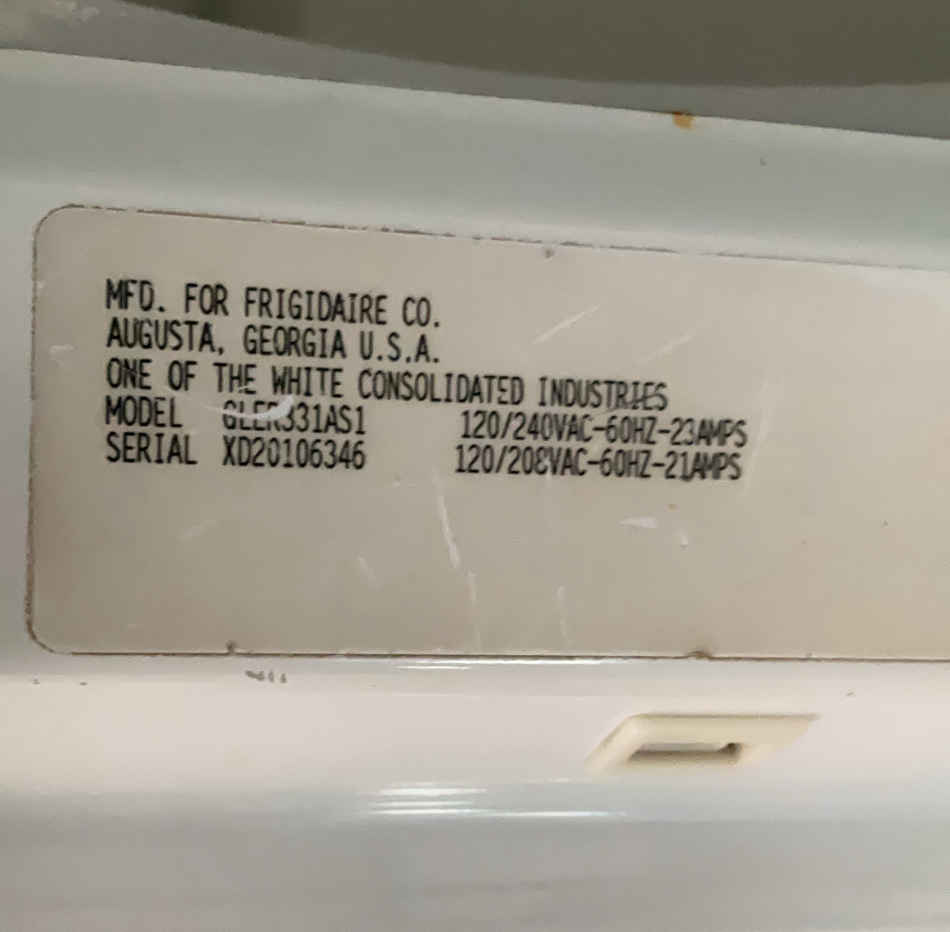 MFD. FOR FRIGIDAIRE CO.
AUGUSTA, GEORGIA U.S.A.
ONE OF THE WHITE CONSOLIDATED INDUSTRIES
MODEL GLER331AS1 120/240VAC-60HZ-23AMPS
SERIAL XD20106346 120/208VAC-60HZ-21AMPS